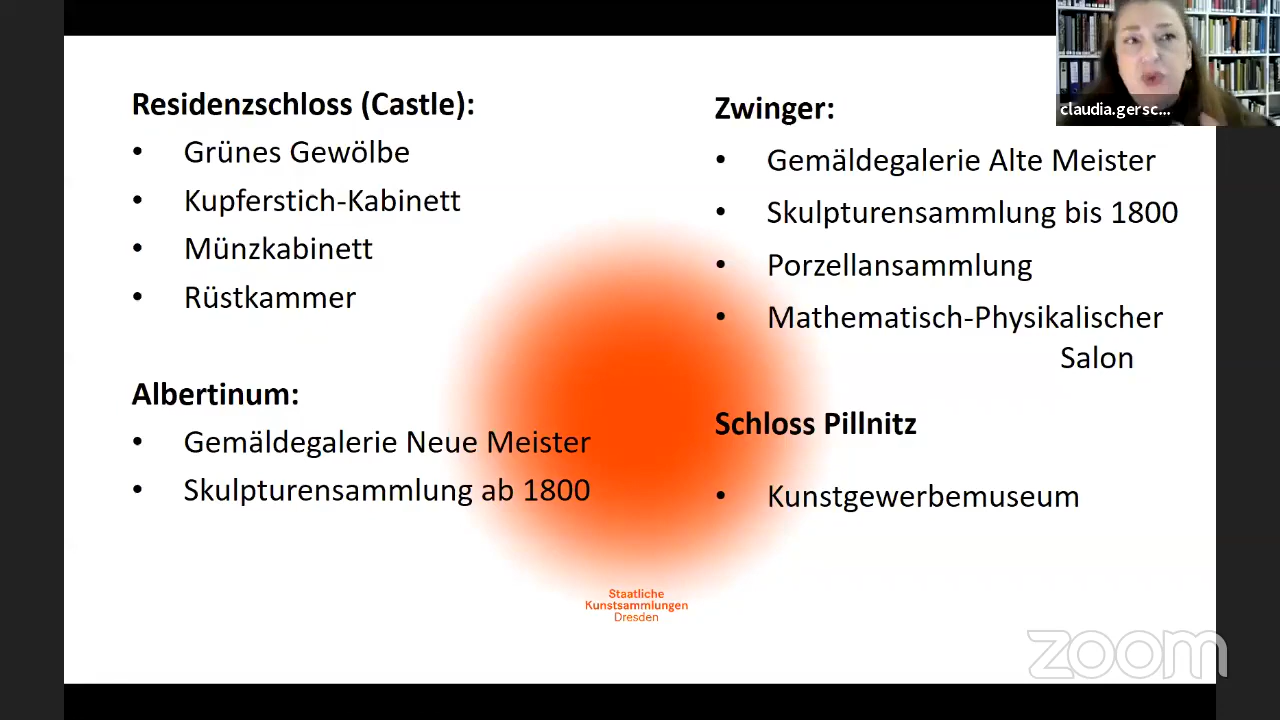 Residenzschloss (Castle):
• Grünes Gewölbe
• Kupferstich-Kabinett
• Münzkabinett
• Rüstkammer
Albertinum:
• Gemäldegalerie Neue Meister
• Skulpturensammlung ab 1800
Zwinger:
• Gemäldegalerie Alte Meister
• Skulpturensammlung bis 1800
• Porzellansammlung
• Mathematisch-Physikalischer
Salon
Schloss Pillnitz
• Kunstgewerbemuseum
Staatliche
Kunstsammlungen
Dresden
claudia.gersc...
zoom